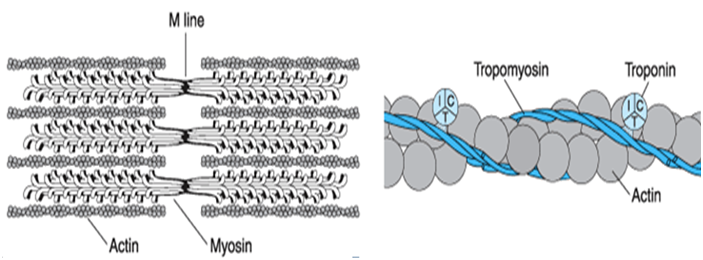 M line
Actin
Myosin
Tropomyosin
Troponin
I C
T
I C
T
Actin